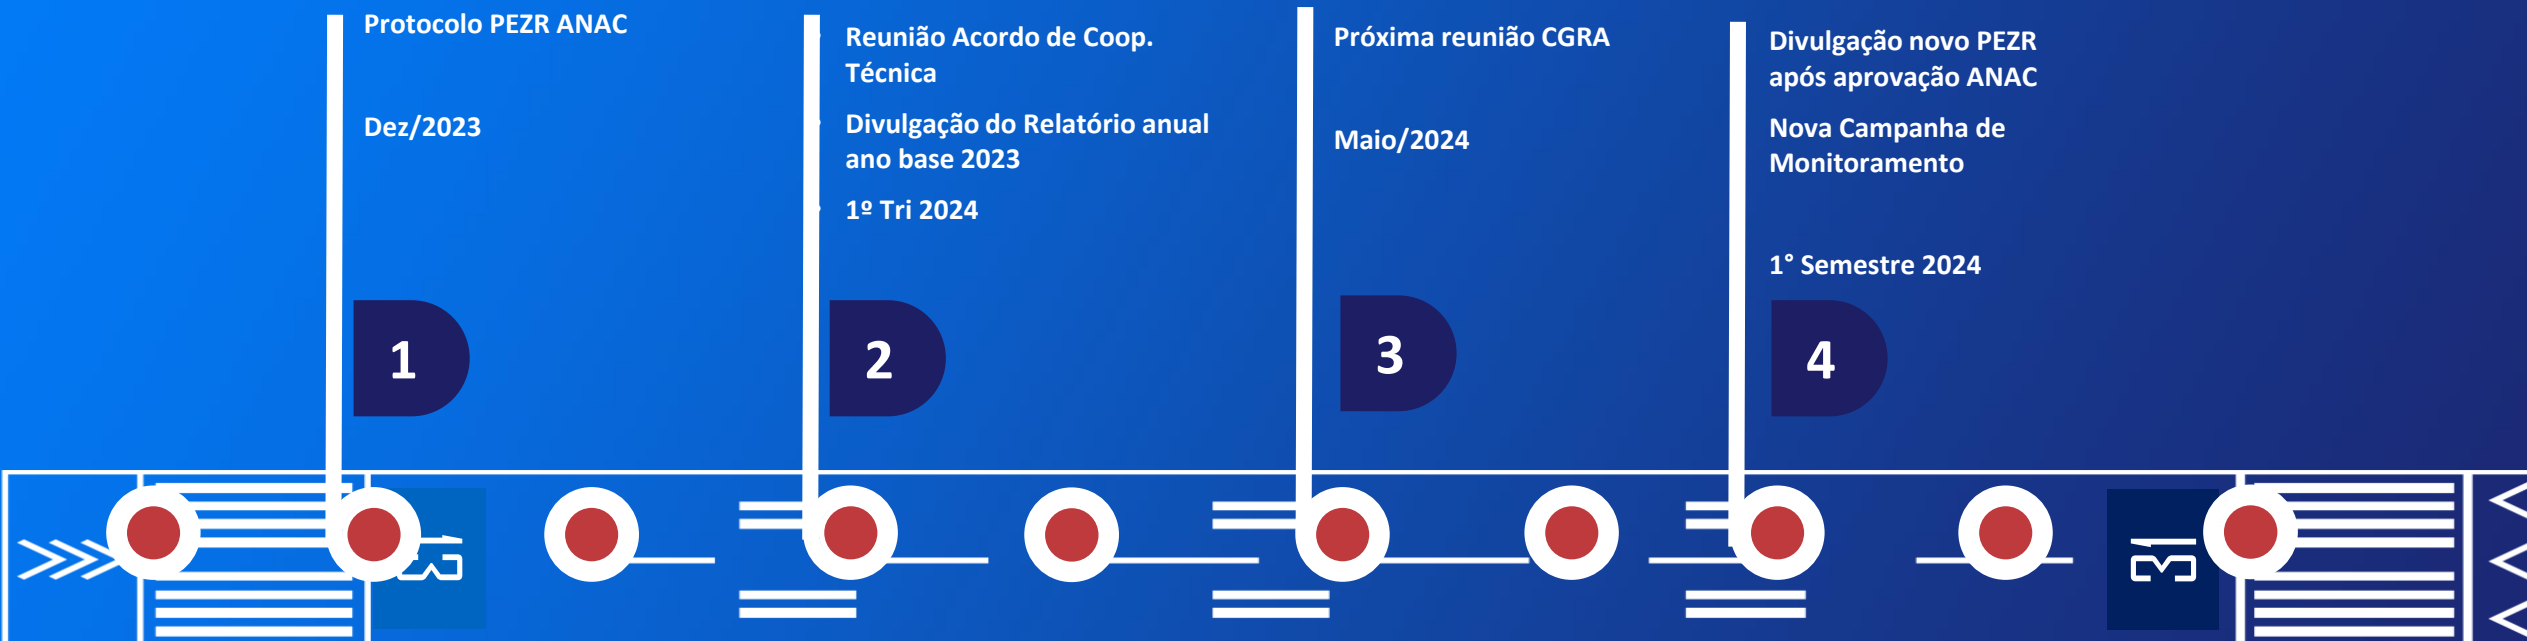 Protocolo PEZR ANAC
Dez/2023
1
Reunião Acordo de Coop.
Técnica
Divulgação do Relatório anual
ano base 2023
1º Tri 2024
2
Próxima reunião CGRA
Maio/2024
3
Divulgação novo PEZR
após aprovação ANAC
Nova Campanha de
Monitoramento
1° Semestre 2024
4
31